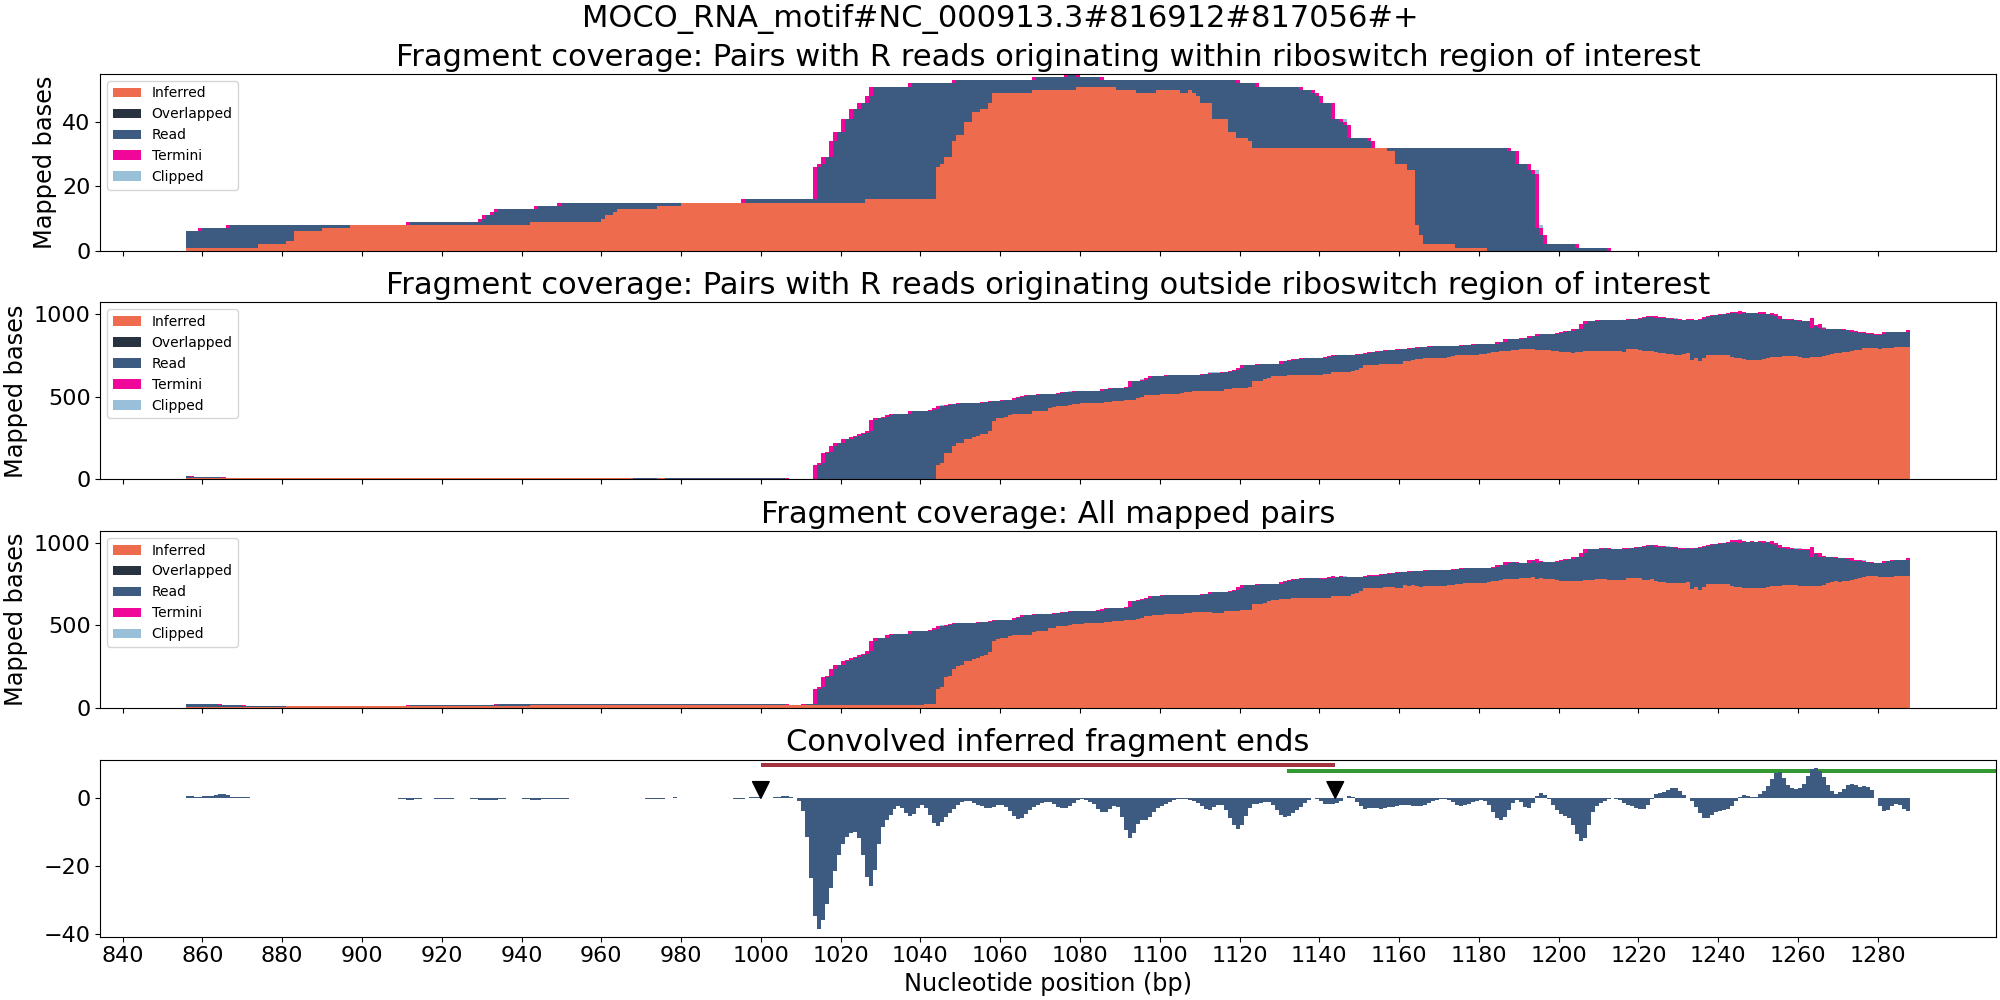 MOCO_RNA_motif#NC_000913.3#816912#817056#+
Fragment coverage: Pairs with R reads originating within riboswitch region of interest
Mapped bases
40
20
0
Inferred
Overlapped
Read
Termini
Clipped
Fragment coverage: Pairs with R reads originating outside riboswitch region of interest
Mapped bases
1000
500
0
Inferred
Overlapped
Read
Termini
Clipped
Fragment coverage: All mapped pairs
Mapped bases
1000
500
0
Inferred
Overlapped
Read
Termini
Clipped
Convolved inferred fragment ends
0
−20
−40
840 860 880 900 920 940 960 980 1000 1020 1040 1060 1080 1100 1120 1140 1160 1180 1200 1220 1240 1260 1280
Nucleotide position (bp)